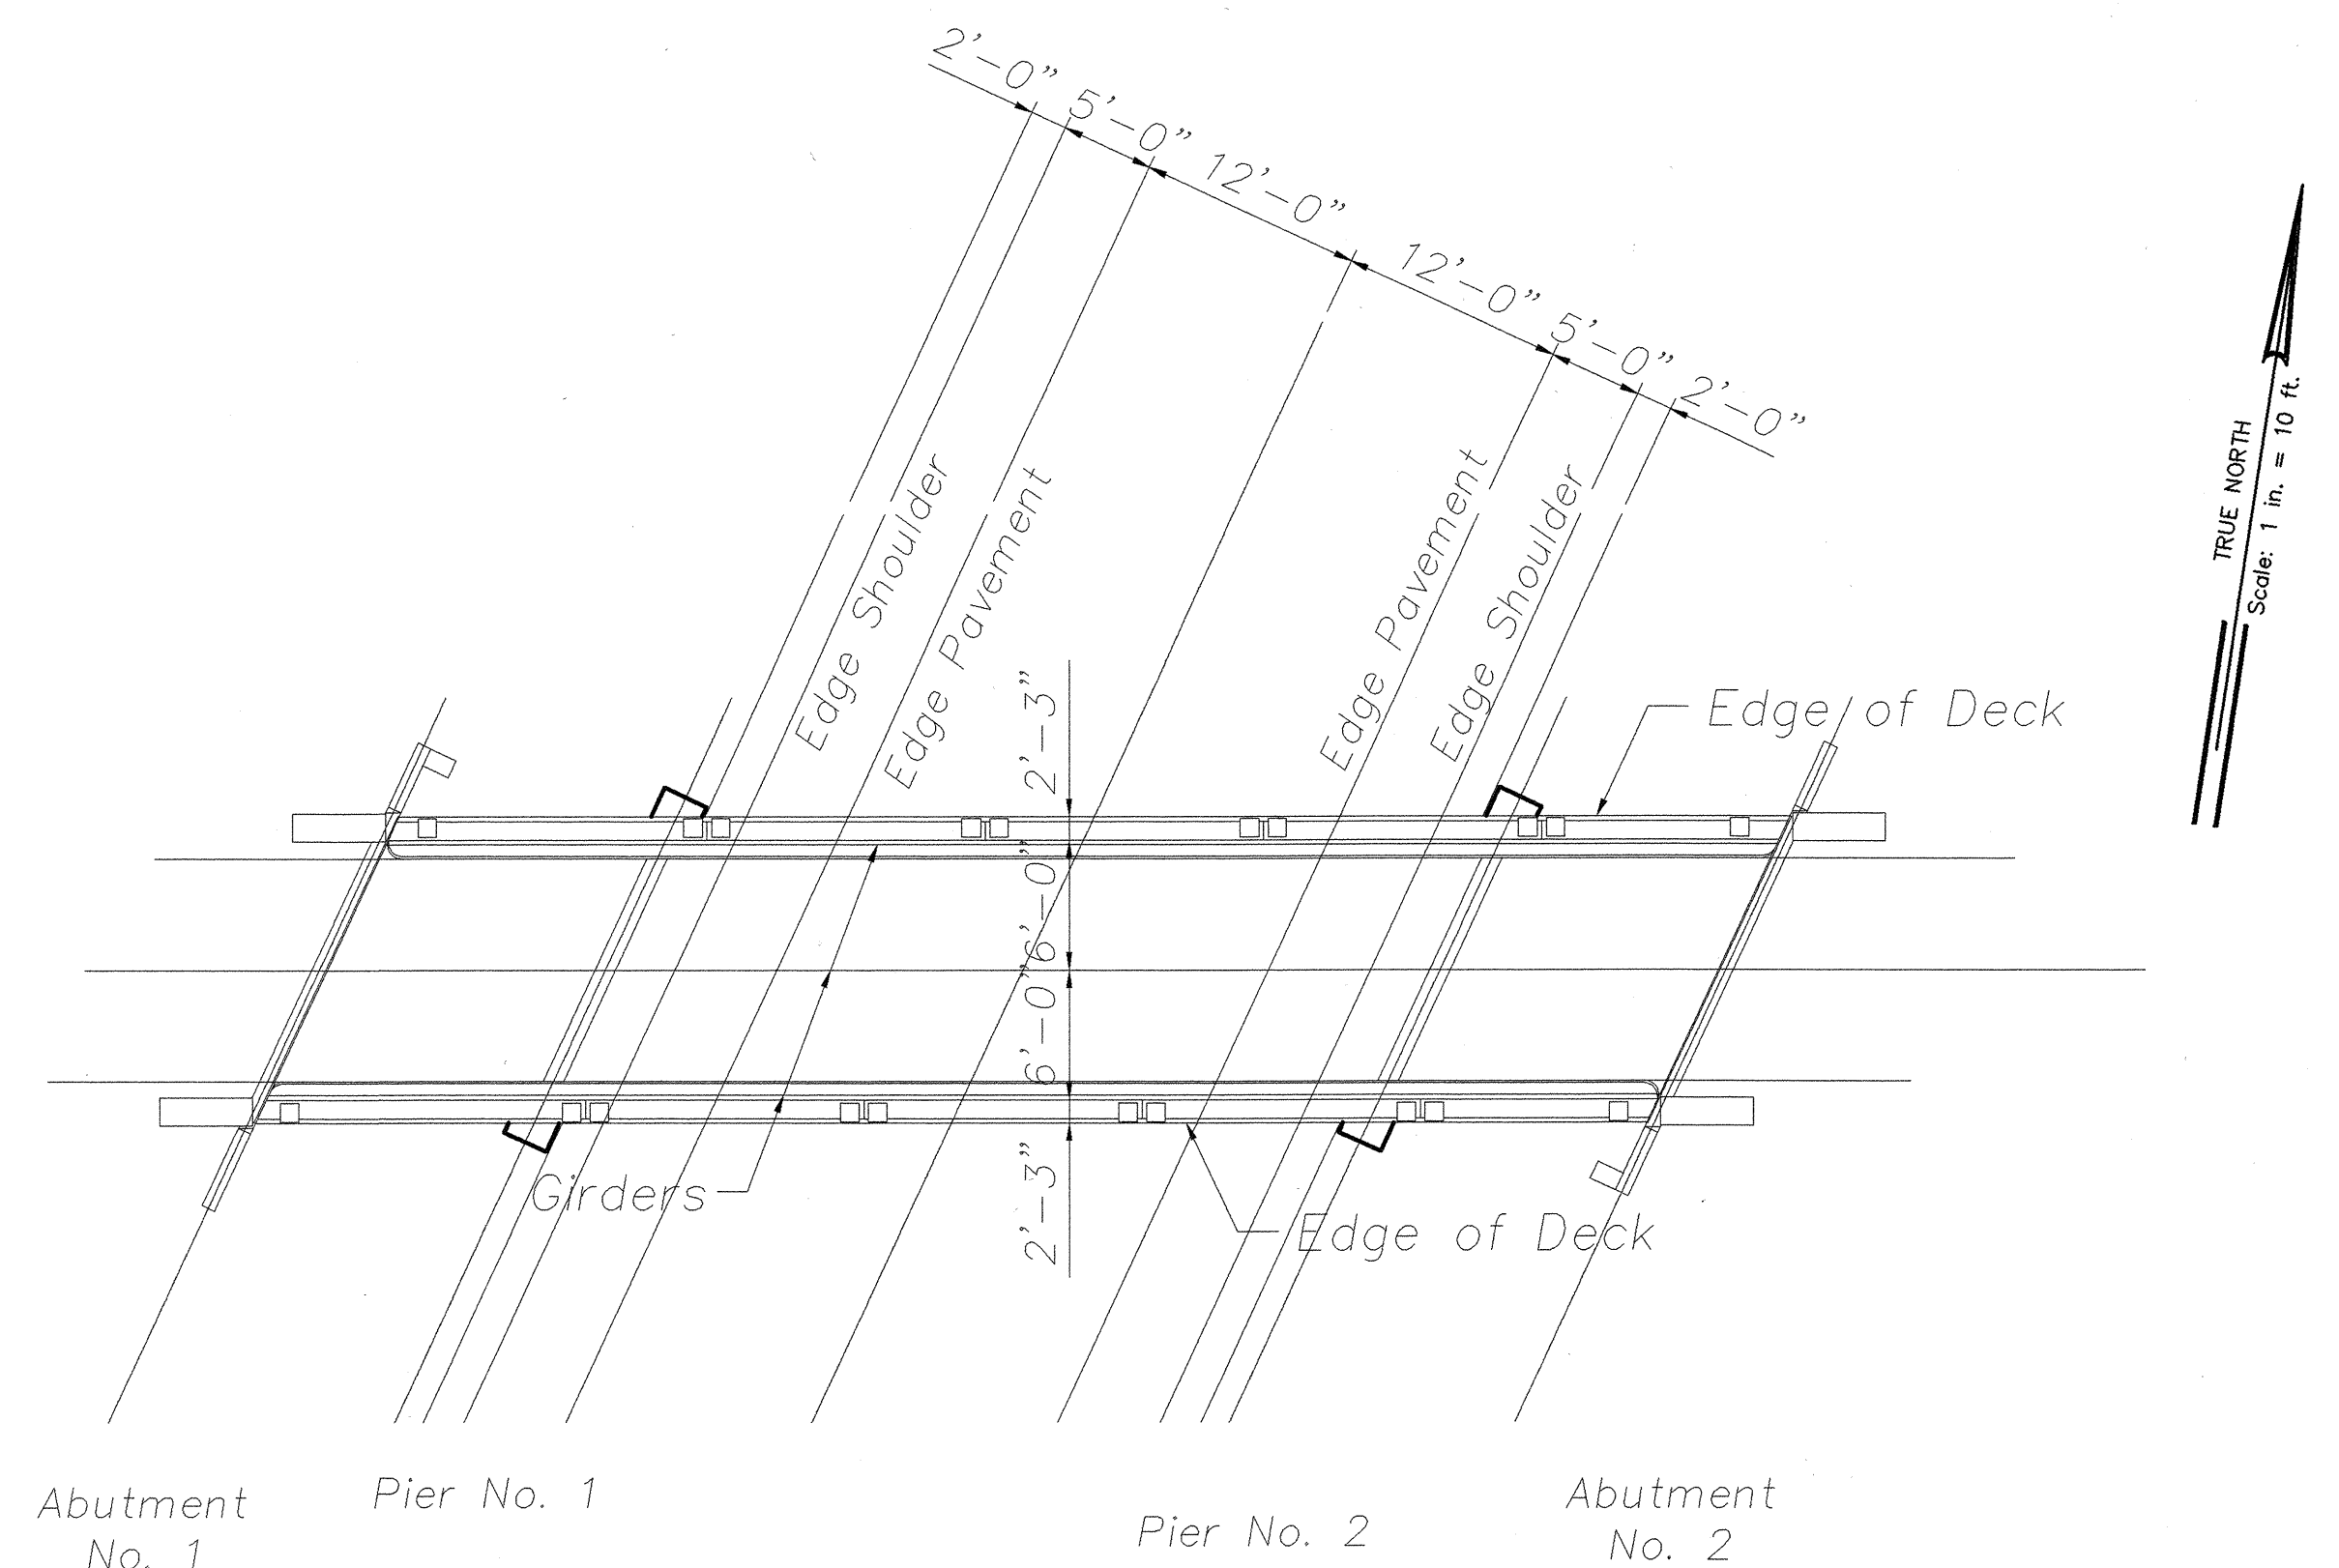 2'-0"
5'-0"
12'-0"
12'-0"
5'-0"
2'-0"
TRUE NORTH
Scale: 1 in. = 10 ft.
Edge Shoulder
Edge Pavement
Edge Pavement
Edge Shoulder
2'-3"
Edge of Deck
6'-0"
6'-0"
2'-3"
Girders
Edge of Deck
Abutment
No. 1
Pier No. 1
Pier No. 2
Abutment
No. 2